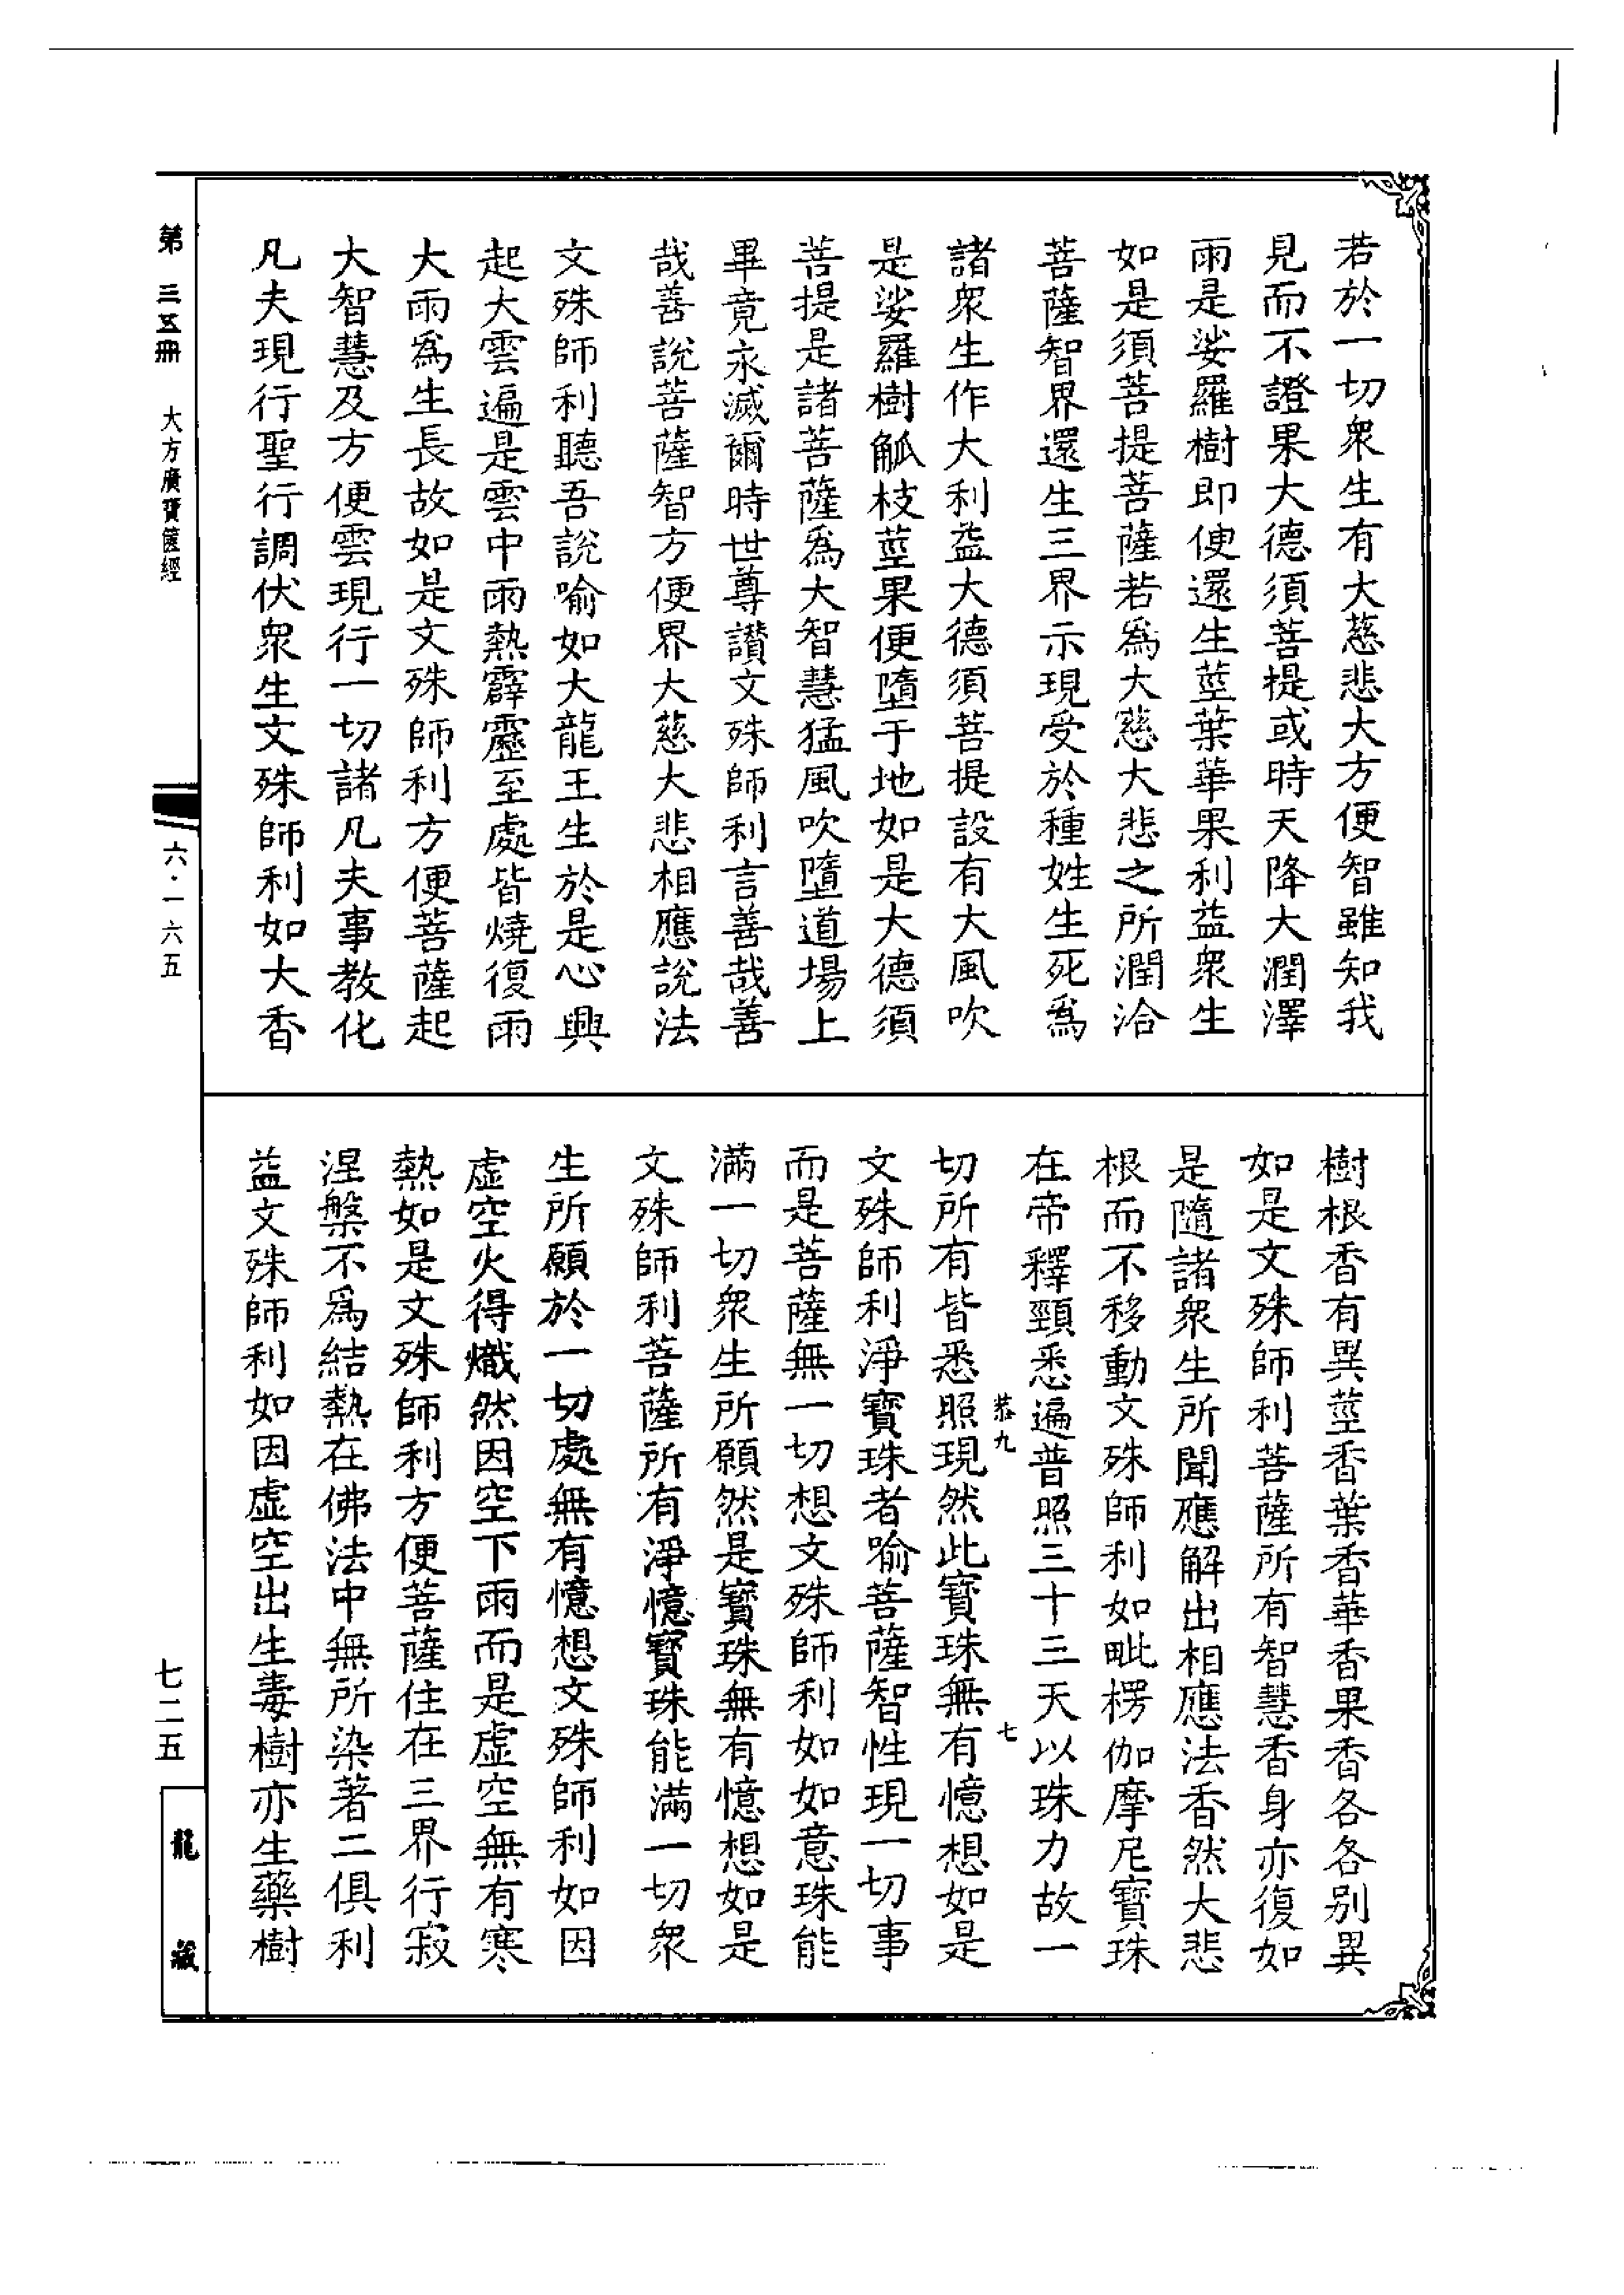 若於一切衆生有大慈悲大方便智雖知我
見而不證果大德須菩提或時天降大潤澤
雨是娑羅樹即便還生莖葉華果利益衆生
如是須菩提菩薩若爲大慈大悲之所潤洽
菩薩智界還生三界示現受於種姓生死爲
諸衆生作大利益大德須菩提設有大風吹
是娑羅樹觚枝莖果便墮于地如是大德須
菩提是諸菩薩爲大智慧猛風吹墮道場上
畢竟永滅爾時世尊讃文殊師利言善哉善
哉善說菩薩智方便界大慈大悲相應說法
文殊師利聽吾說喻如大龍王生於是心興
起大雲遍是雲中雨熱霹靂至處皆燒復雨
大雨爲生長故如是文殊師利方便菩薩起
大智慧及方便雲現行一切諸凡夫事教化
凡夫現行聖行調伏衆生文殊師利如大香
樹根香有異莖香葉香華香果香各各別異
如是文殊師利菩薩所有智慧香身亦復如
是隨諸衆生所聞應解出相應法香然大悲
根而不移動文殊師利如毗楞伽摩尼寶珠
在帝釋頸悉遍普照三十三天以珠力故一
切所有皆悉照現然此寶珠無有憶想如是
文殊師利淨寶珠者喻菩薩智性現一切事
而是菩薩無一切想文殊師利如如意珠能
滿一切衆生所願然是寶珠無有憶想如是
文殊師利菩薩所有淨憶寶珠能滿一切衆
生所願於一切處無有憶想文殊師利如因
虛空火得熾然因空下雨而是虛空無有寒
熱如是文殊師利方便菩薩住在三界行寂
涅槃不爲結熱在佛法中無所染著二俱利
益文殊師利如因虛空出生毒樹亦生藥樹
恭九
七
第三五冊
大方廣寶篋經
六·一六五
七二五
龍藏